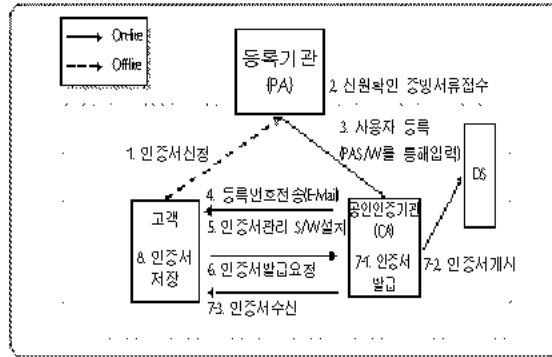 On-line
Offline
등록기관
(PA)
2. 신원확인 증빙서류접수
3. 사용자 등록
(PAS/W를 통해입력)
1. 인증서신청
DS
4. 등록번호전송(E-Mail)
고객
8. 인증서
저장
5. 인증서관리 S/W설치
6. 인증서발급요청
7-3. 인증서수신
공인인증기관
(CA)
7-1. 인증서
발급
7-2. 인증서게시